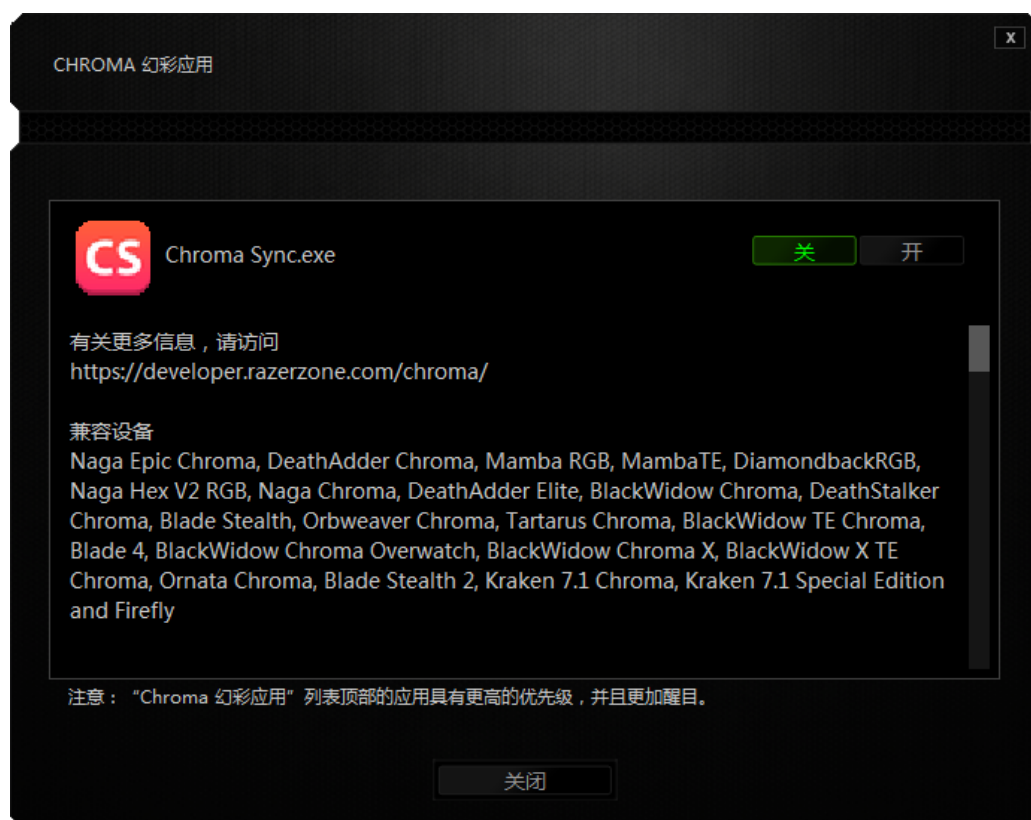 X
CHROMA 幻彩应用
CS
Chroma Sync.exe
关
开
有关更多信息，请访问
https://developer.razerzone.com/chroma/
兼容设备
Naga Epic Chroma, DeathAdder Chroma, Mamba RGB, MambaTE, DiamondbackRGB,
Naga Hex V2 RGB, Naga Chroma, DeathAdder Elite, BlackWidow Chroma, DeathStalker
Chroma, Blade Stealth, Orbweaver Chroma, Tartarus Chroma, BlackWidow TE Chroma,
Blade 4, BlackWidow Chroma Overwatch, BlackWidow Chroma X, BlackWidow X TE
Chroma, Ornata Chroma, Blade Stealth 2, Kraken 7.1 Chroma, Kraken 7.1 Special Edition
and Firefly
注意：“Chroma 幻彩应用”列表顶部的应用具有更高的优先级，并且更加醒目。
关闭